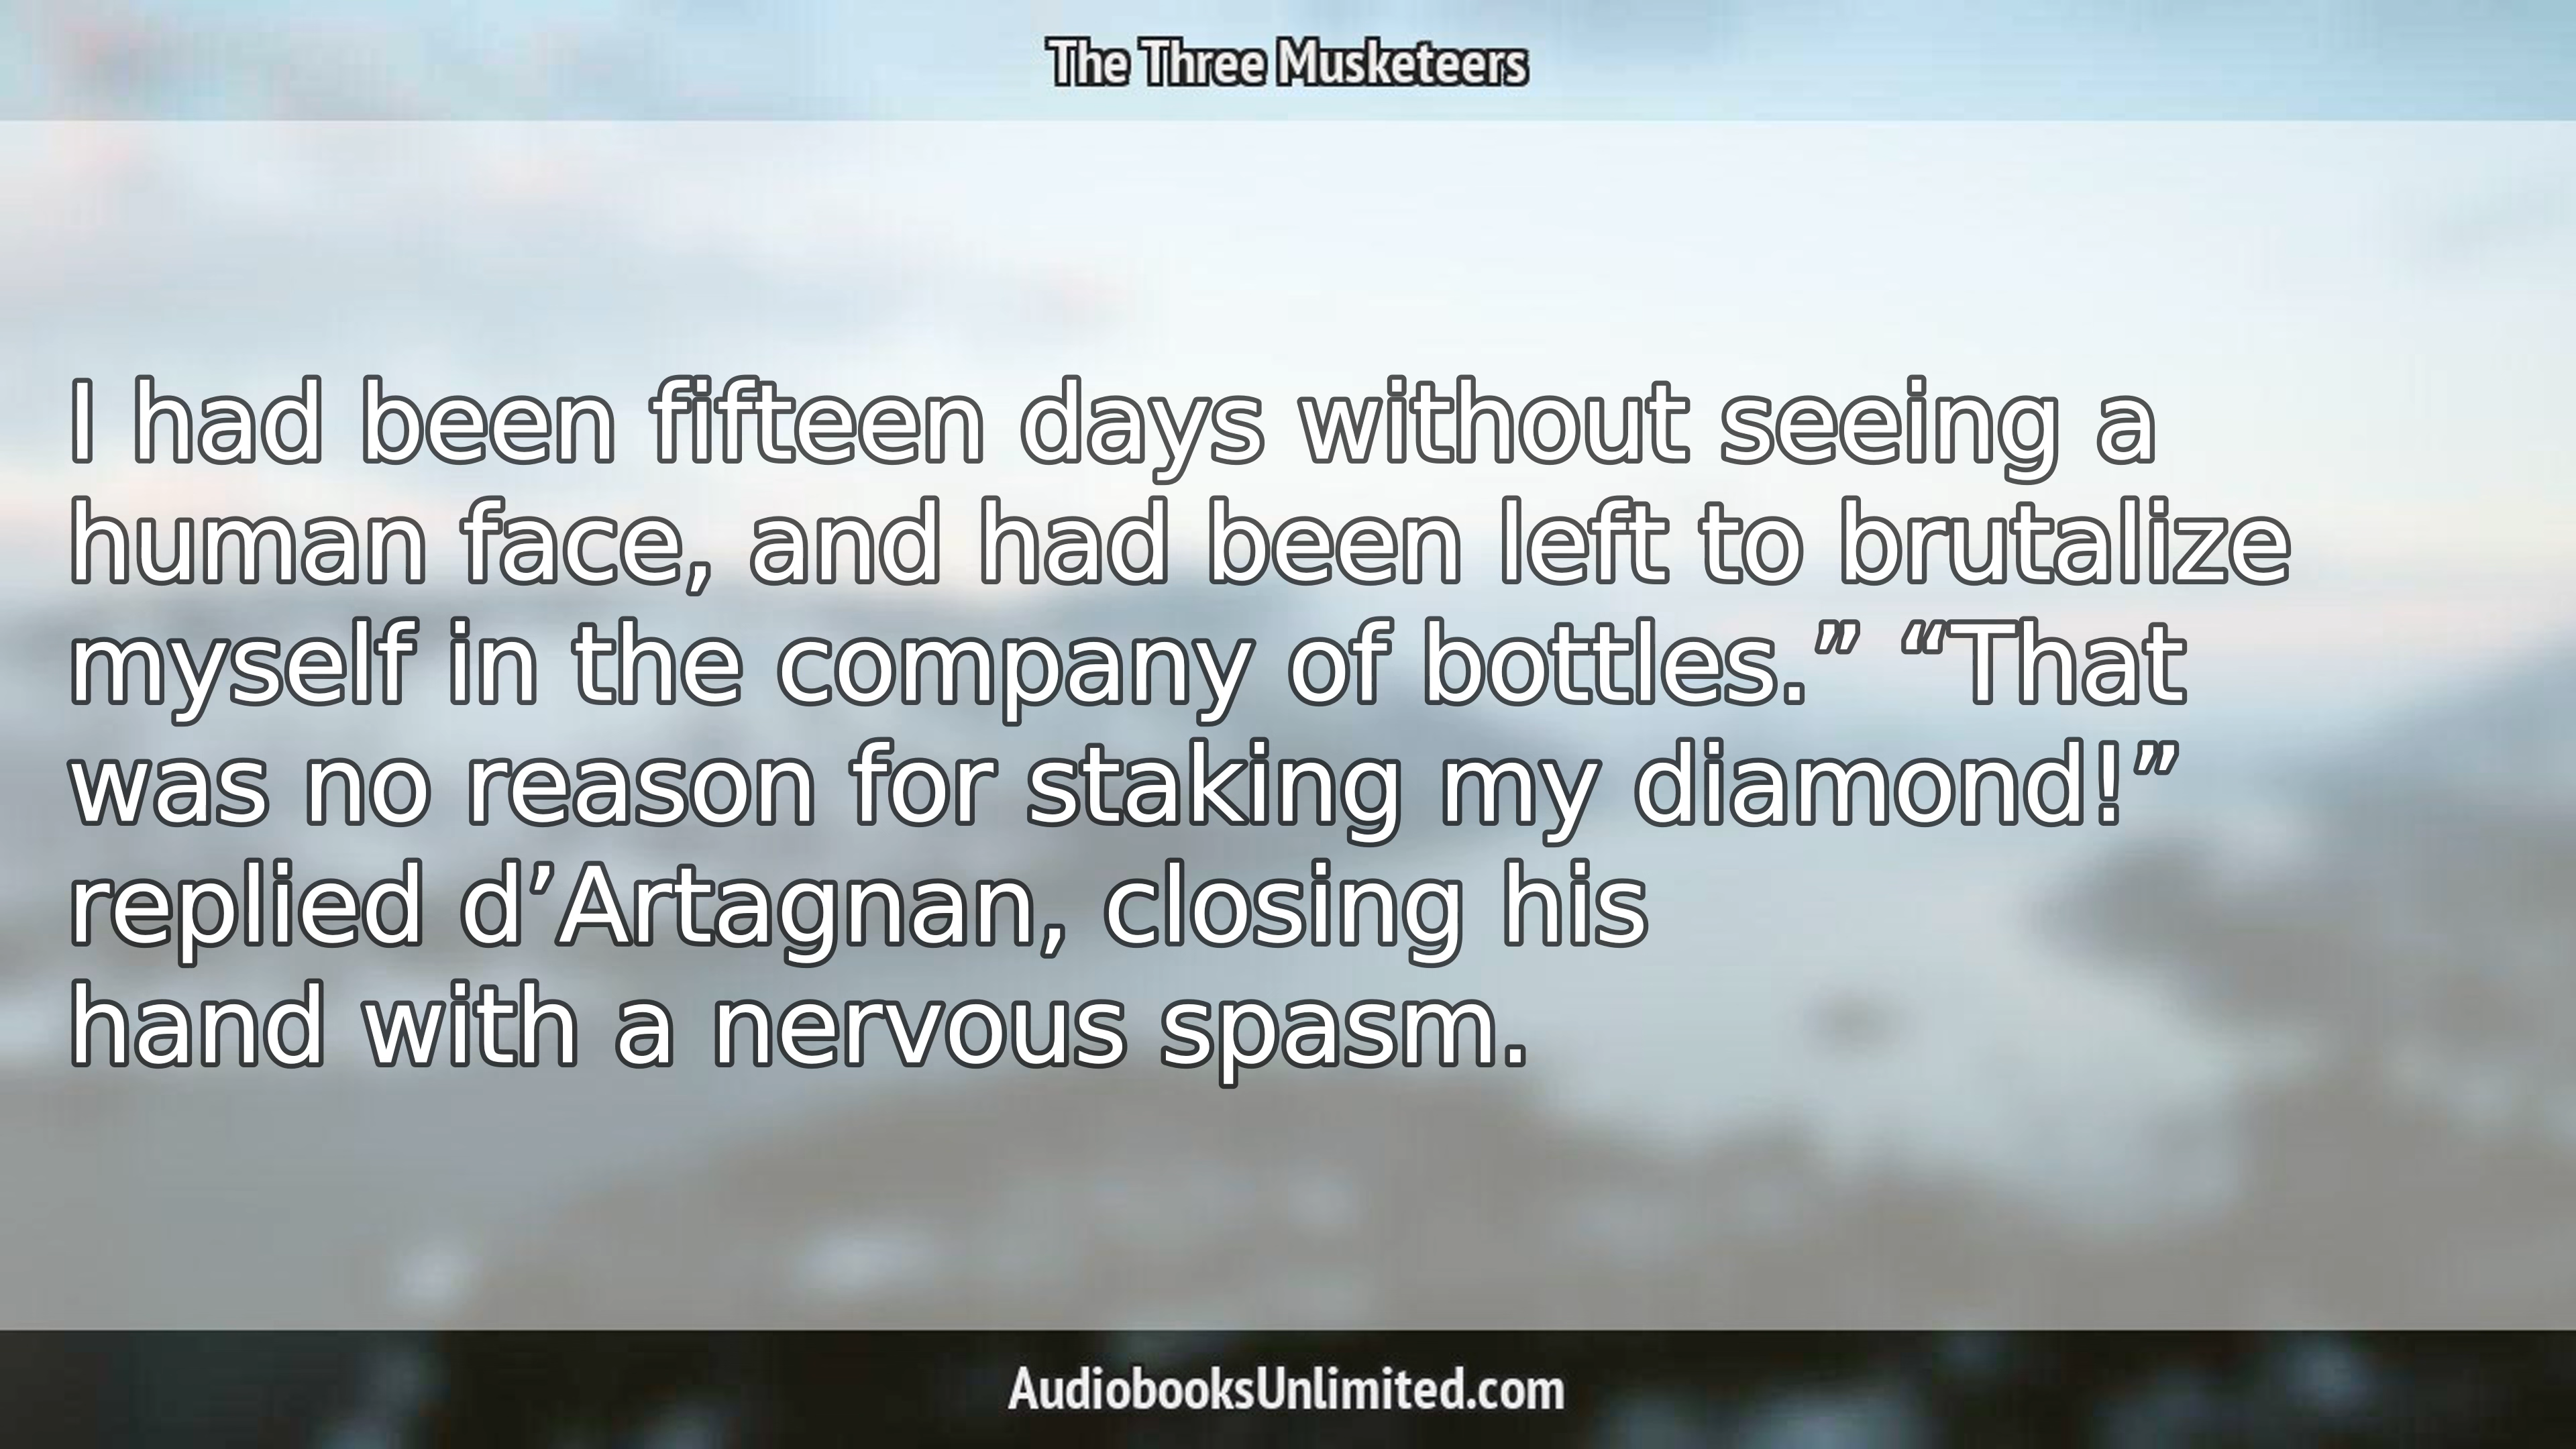 The Three Musketeers
I had been fifteen days without seeing a
human face, and had been left to brutalize
myself in the company of bottles.” “That
was no reason for staking my diamond!”
replied d’Artagnan, closing his
hand with a nervous spasm.
AudiobooksUnlimited.com